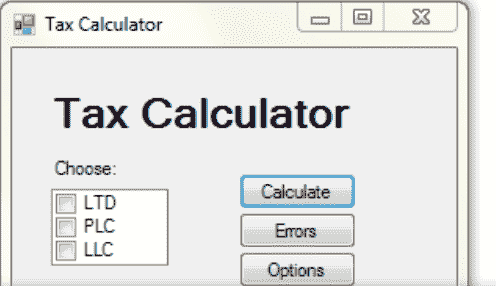 Tax Calculator
Tax Calculator
Choose:
LTD
PLC
LLC
Calculate
Errors
Options